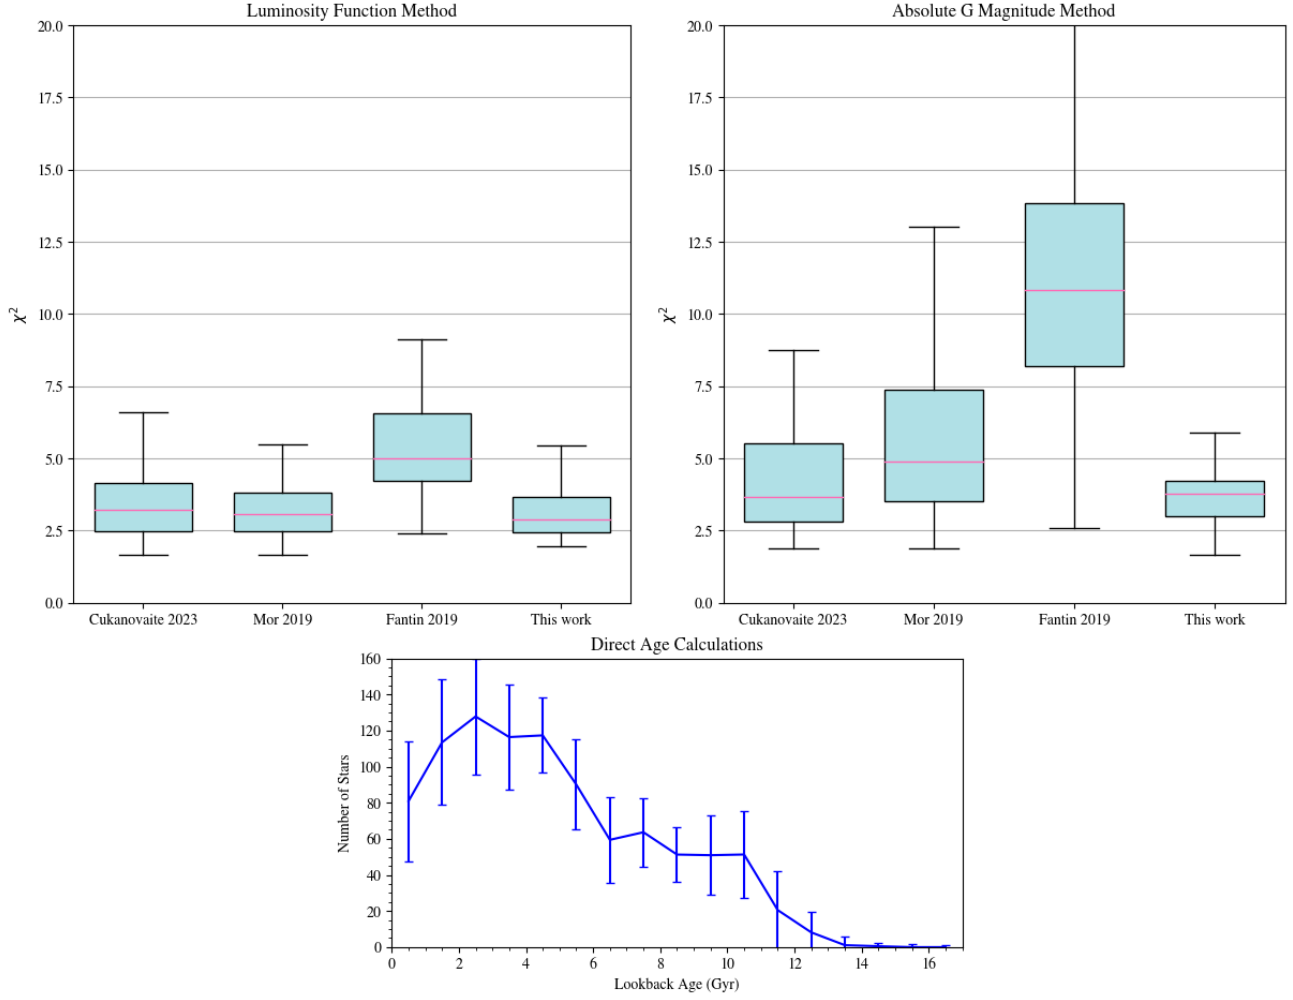 Luminosity Function Method
20.0
17.5
15.0
12.5
10.0
7.5
5.0
2.5
0.0
χ²
Cukanovaite 2023 Mor 2019 Fantin 2019 This work
Absolute G Magnitude Method
20.0
17.5
15.0
12.5
10.0
7.5
5.0
2.5
0.0
χ²
Cukanovaite 2023 Mor 2019 Fantin 2019 This work
Direct Age Calculations
160
140
120
100
80
60
40
20
0
Number of Stars
0 2 4 6 8 10 12 14 16
Lookback Age (Gyr)